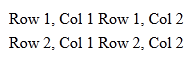 Row 1, Col 1 Row 1, Col 2
Row 2, Col 1 Row 2, Col 2